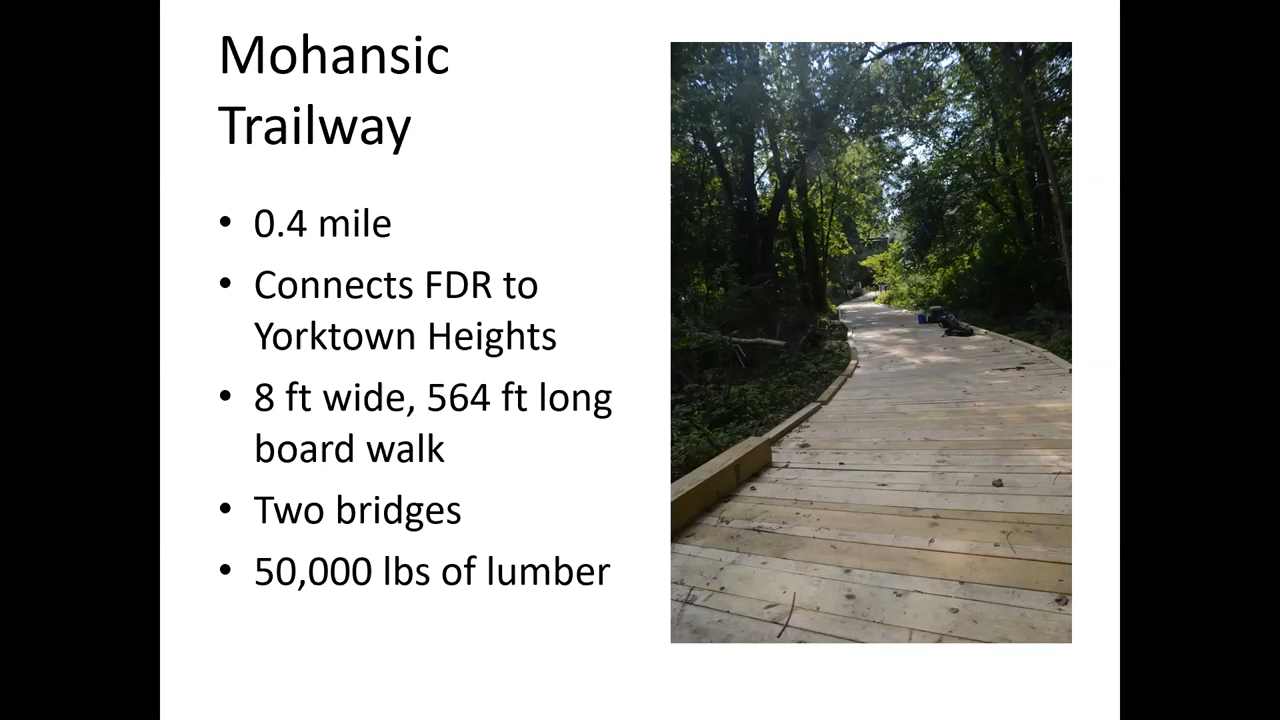 Mohansic
Trailway
• 0.4 mile
• Connects FDR to
Yorktown Heights
• 8 ft wide, 564 ft long
board walk
• Two bridges
• 50,000 lbs of lumber